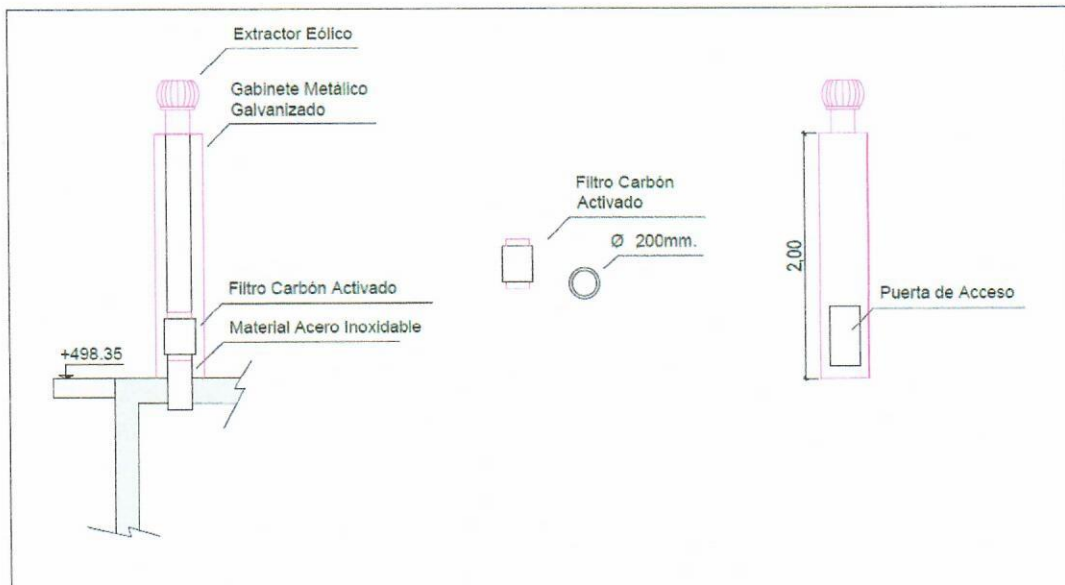 Extractor Eólico
Gabinete Metálico
Galvanizado
Filtro Carbón Activado
Material Acero Inoxidable
+498.35
Filtro Carbón
Activado
Ø 200mm.
2,00
Puerta de Acceso